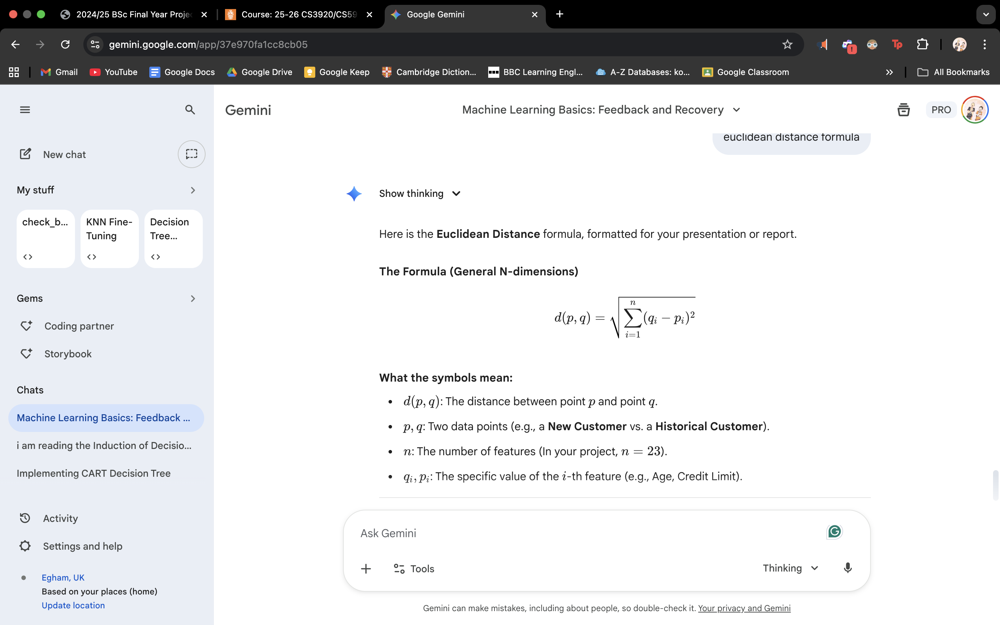 2024/25 BSc Final Year Projec
Course: 25-26 CS3920/CS59
Google Gemini
gemini.google.com/app/37e970fa1cc8cb05
Tp
Gmail
YouTube
Google Docs
Google Drive
Google Keep
Cambridge Diction...
BBC Learning Engl...
A-Z Databases: ko...
Google Classroom
All Bookmarks
Gemini
Machine Learning Basics: Feedback and Recovery
PRO
New chat
My stuff
check_b...
KNN Fine-
Tuning
Decision
Tree...
Gems
Coding partner
Storybook
Chats
Machine Learning Basics: Feedback ...
i am reading the Induction of Decisio...
Implementing CART Decision Tree
Activity
Settings and help
Egham, UK
Based on your places (home)
Update location
euclidean distance formula
Show thinking
Here is the Euclidean Distance formula, formatted for your presentation or report.
The Formula (General N-dimensions)
d(p, q) = √∑ⁿᵢ₌₁(qᵢ − pᵢ)²
What the symbols mean:
• d(p, q): The distance between point p and point q.
• p, q: Two data points (e.g., a New Customer vs. a Historical Customer).
• n: The number of features (In your project, n = 23).
• qᵢ, pᵢ: The specific value of the i-th feature (e.g., Age, Credit Limit).
Ask Gemini
Tools
Thinking
Gemini can make mistakes, including about people, so double-check it. Your privacy and Gemini